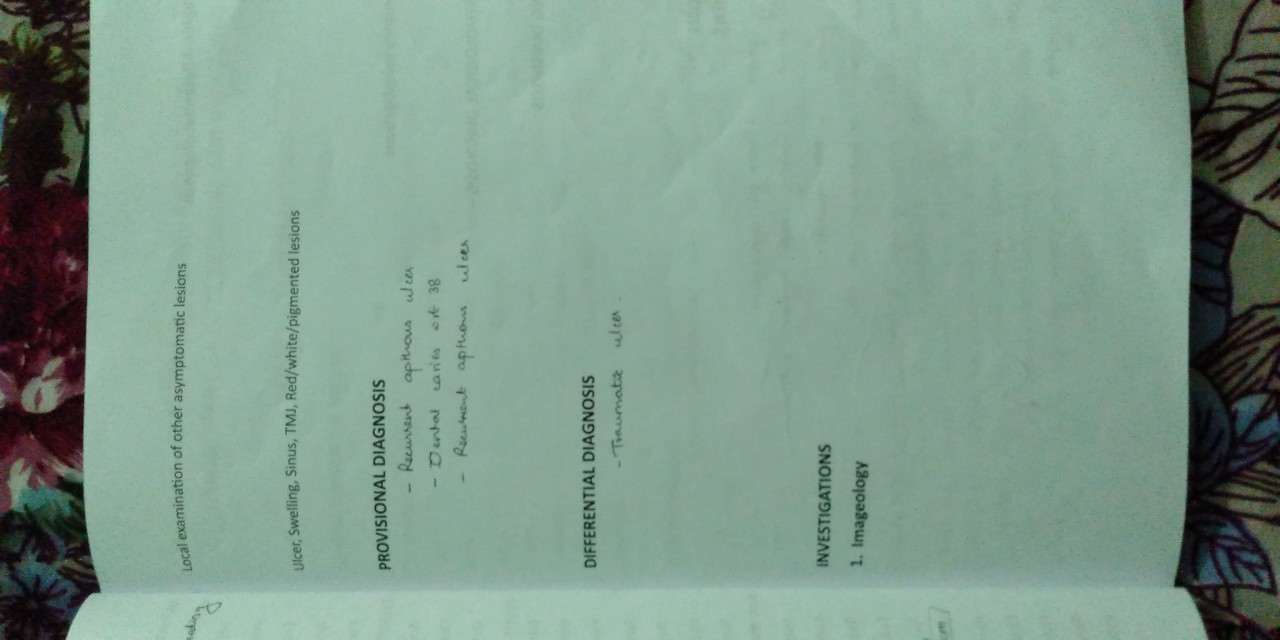 Local examination of other asymptomatic lesions
Ulcer, Swelling, Sinus, TMJ, Red/white/pigmented lesions
PROVISIONAL DIAGNOSIS
- Recurrent apthous ulcer
- Dental caries of 38
- Recurrent apthous ulcer
DIFFERENTIAL DIAGNOSIS
- Traumatic ulcer.
INVESTIGATIONS
1. Imageology